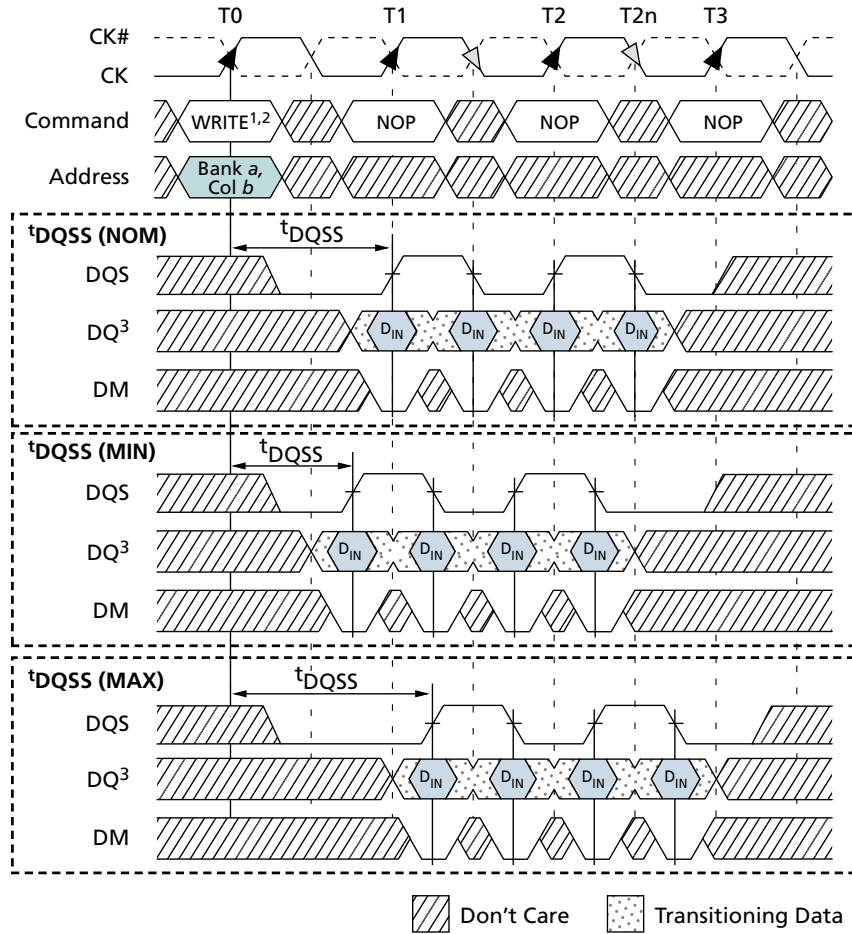 T0 T1 T2 T2n T3
CK#
CK
Command WRITE1,2 NOP NOP NOP
Address Bank a, Col b
tDQSS (NOM) tDQSS
DQS
DQ3 DIN DIN DIN DIN
DM
tDQSS (MIN) tDQSS
DQS
DQ3 DIN DIN DIN DIN
DM
tDQSS (MAX) tDQSS
DQS
DQ3 DIN DIN DIN DIN
DM
Don't Care Transitioning Data